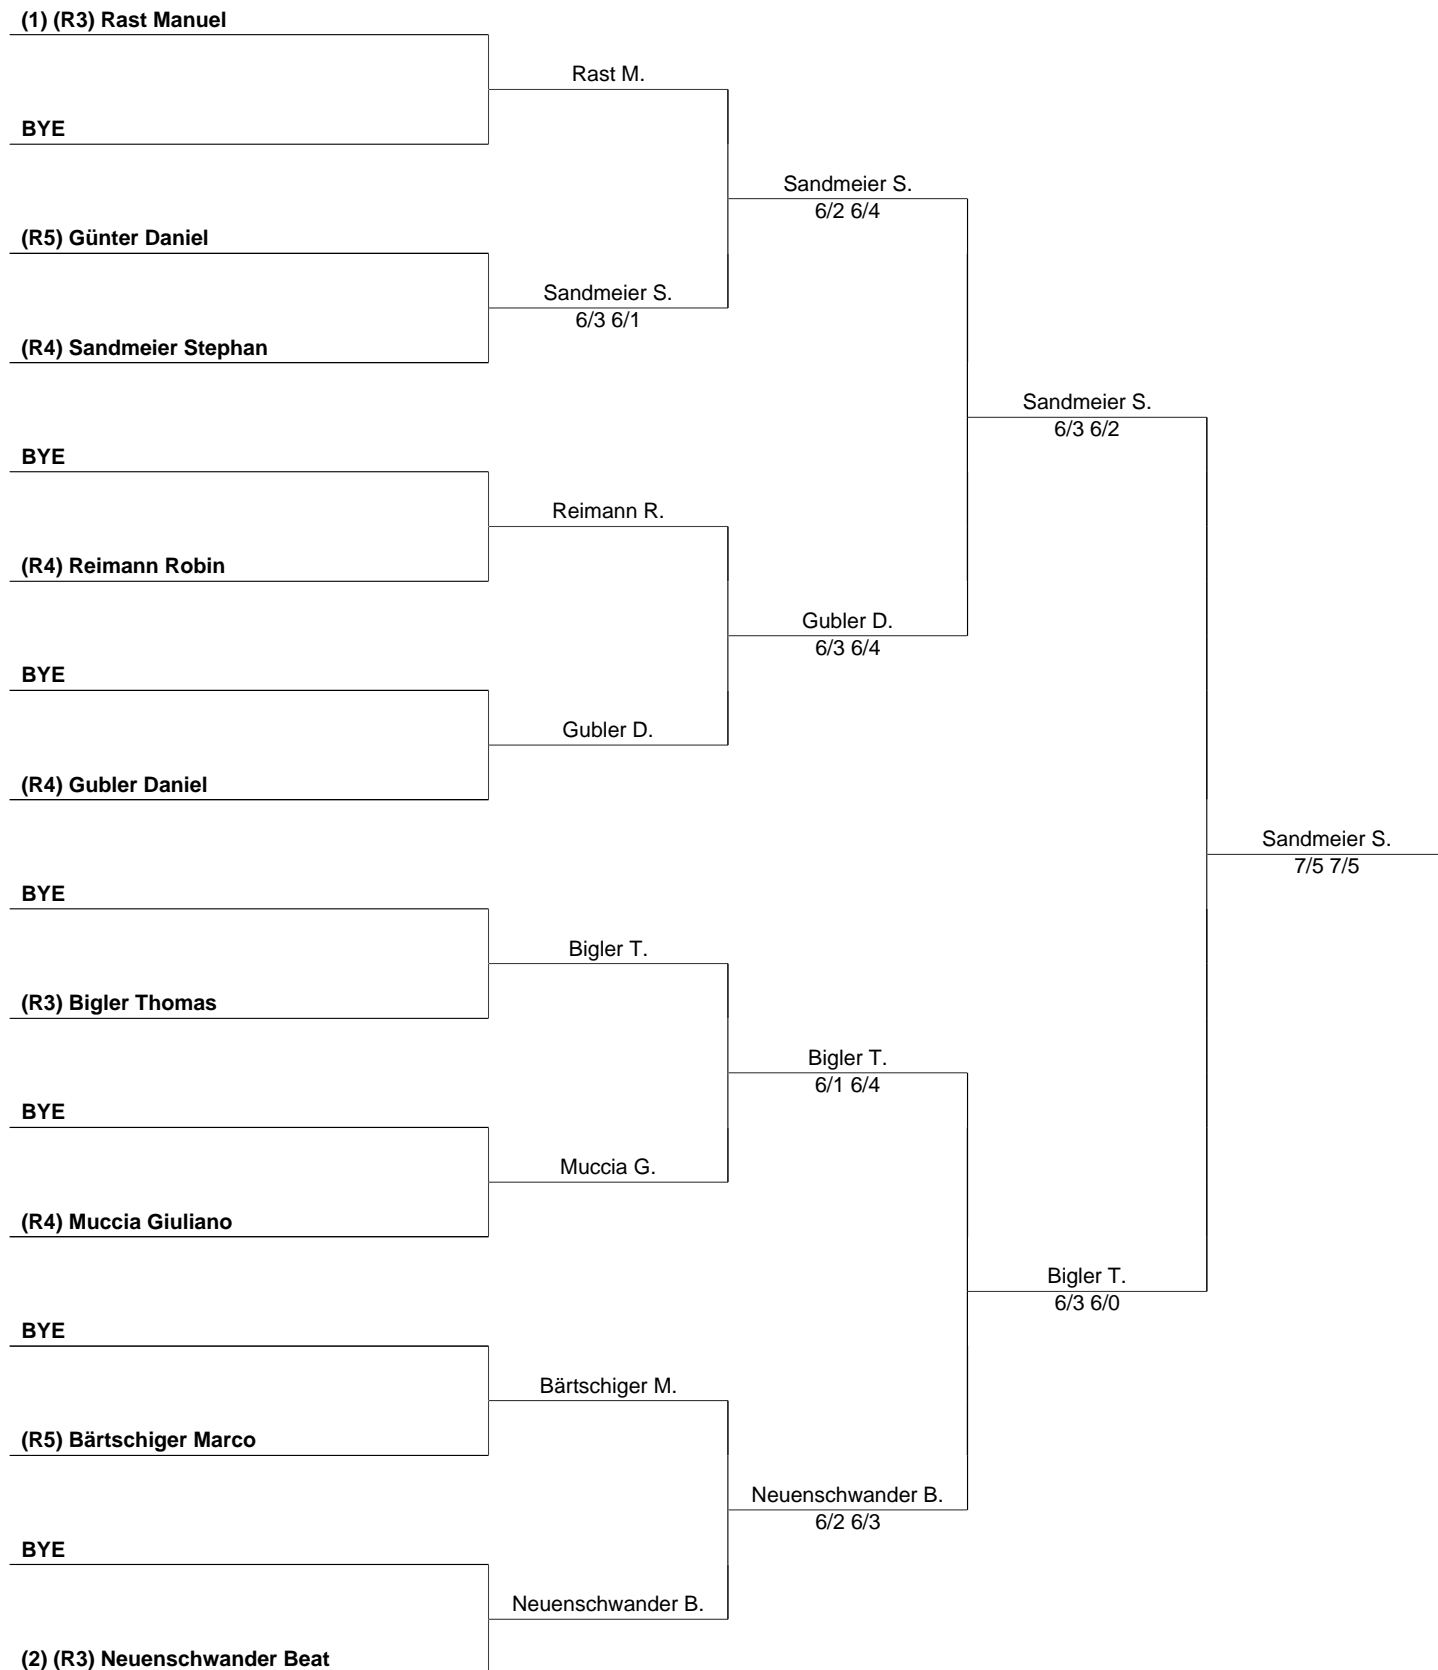 (1) (R3) Rast Manuel
Rast M.
BYE
Sandmeier S.
6/2 6/4
(R5) Günter Daniel
Sandmeier S.
6/3 6/1
(R4) Sandmeier Stephan
Sandmeier S.
6/3 6/2
BYE
Reimann R.
(R4) Reimann Robin
Gubler D.
6/3 6/4
BYE
Gubler D.
(R4) Gubler Daniel
Sandmeier S.
7/5 7/5
BYE
Bigler T.
(R3) Bigler Thomas
Bigler T.
6/1 6/4
BYE
Muccia G.
(R4) Muccia Giuliano
Bigler T.
6/3 6/0
BYE
Bärtschiger M.
(R5) Bärtschiger Marco
Neuenschwander B.
6/2 6/3
BYE
Neuenschwander B.
(2) (R3) Neuenschwander Beat